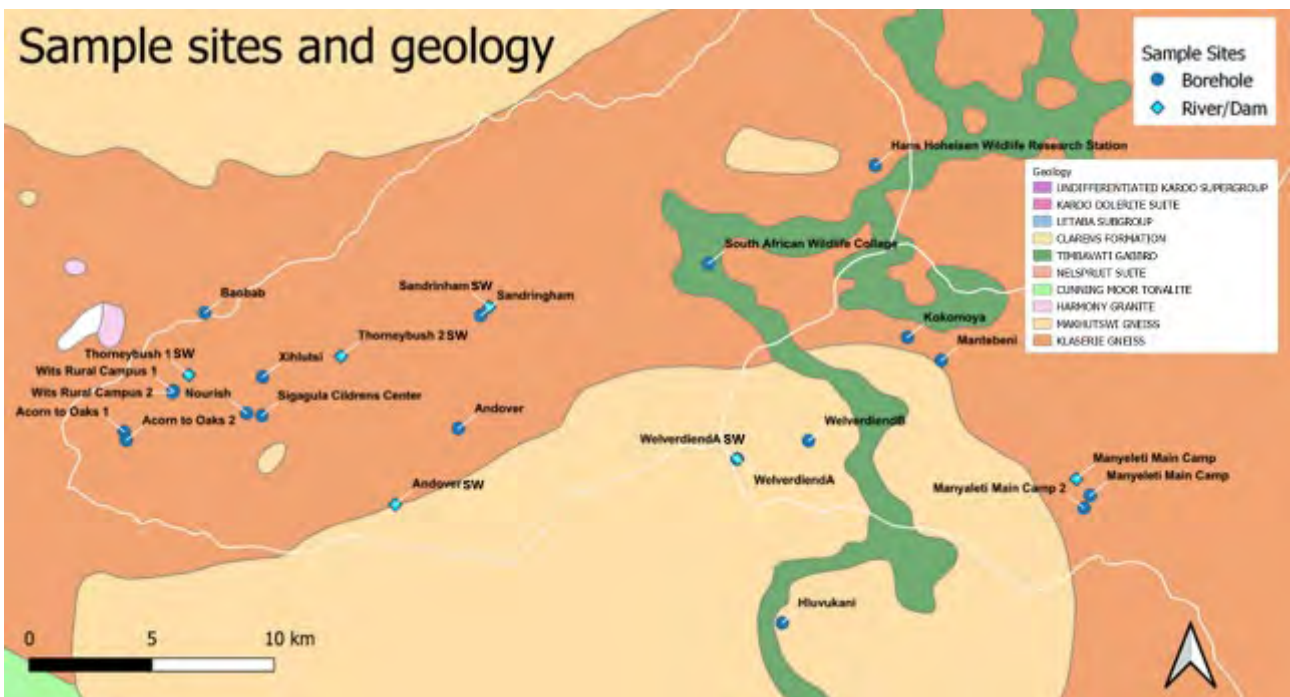 Sample sites and geology
Sample Sites
Borehole
River/Dam
Hans Hoheisen Wildlife Research Station
Geology
UNDIFFERENTIATED KAROO SUPERGROUP
KAROO DOLERITE SUITE
LETABA SUBGROUP
CLARENS FORMATION
TIMBAVATI GABBRO
NELSPRUIT SUITE
CUNNING MOOR TONALITE
HARMONY GRANITE
MAKHUTSWI GNEISS
KLASERIE GNEISS
South African Wildlife Collage
Sandrinham SW
Sandringham
Baobab
Kokomoya
Thorneybush 2 SW
Mantebeni
Thorneybush 1 SW
Xihlutsi
Wits Rural Campus 1
Wits Rural Campus 2
Nourish
Sigagula Cildrens Center
Acorn to Oaks 1
Acorn to Oaks 2
Andover
WelverdiendB
WelverdiendA SW
Manyeleti Main Camp
Manyeleti Main Camp
WelverdiendA
Andover SW
Manyaleti Main Camp 2
Hluvukani
0 5 10 km